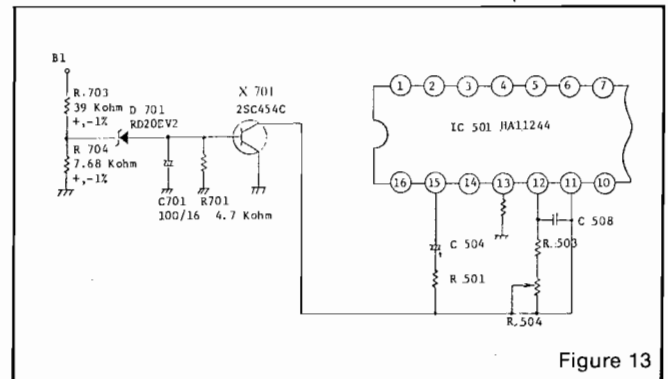 B1
R.703
39 Kohm
+,-1%
D 701
RD20EV2
R 704
7.68 Kohm
+,-1%
X 701
2SC454C
C701
100/16
R701
4.7 Kohm
1 2 3 4 5 6 7
IC 501 HA11244
16 15 14 13 12 11 10
C 504
R 501
C 508
R.503
R.504
Figure 13